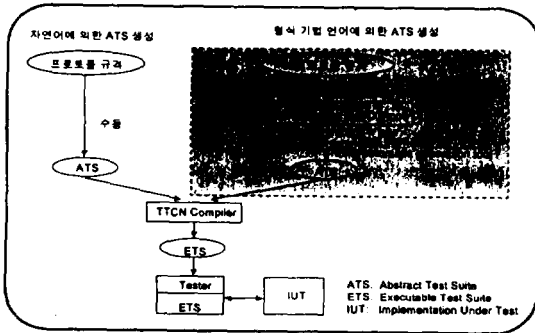 자연어에 의한 ATS 생성
형식 기법 언어에 의한 ATS 생성
프로토콜 규격
수동
ATS
TTCN Compiler
ETS
Tester
ETS
IUT
ATS: Abstract Test Suite
ETS: Executable Test Suite
IUT: Implementation Under Test